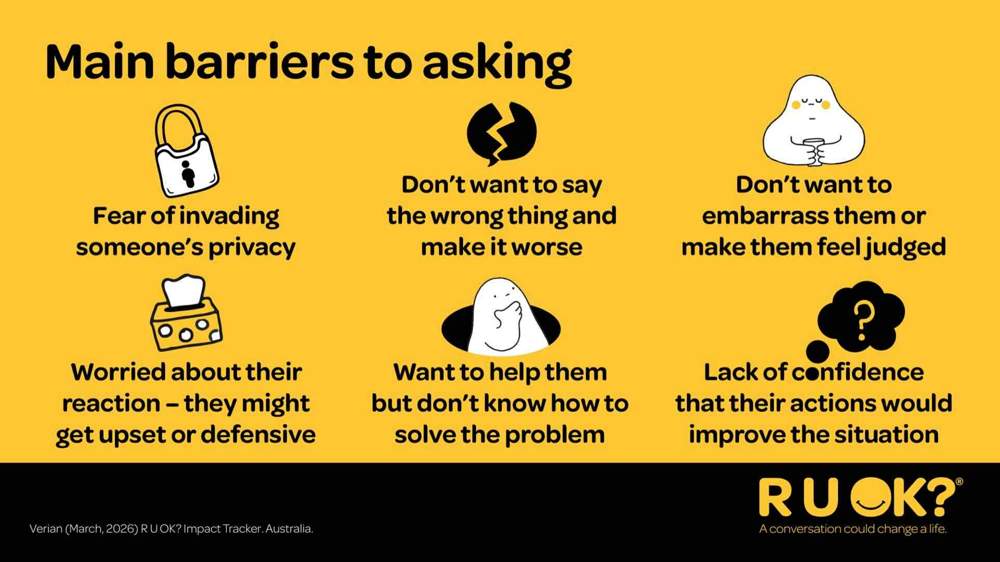 Main barriers to asking
Fear of invading
someone's privacy
Don't want to say
the wrong thing and
make it worse
Don't want to
embarrass them or
make them feel judged
?
Worried about their
reaction – they might
get upset or defensive
Want to help them
but don't know how to
solve the problem
Lack of confidence
that their actions would
improve the situation
Verian (March, 2026) R U OK? Impact Tracker. Australia.
R U OK?®
A conversation could change a life.